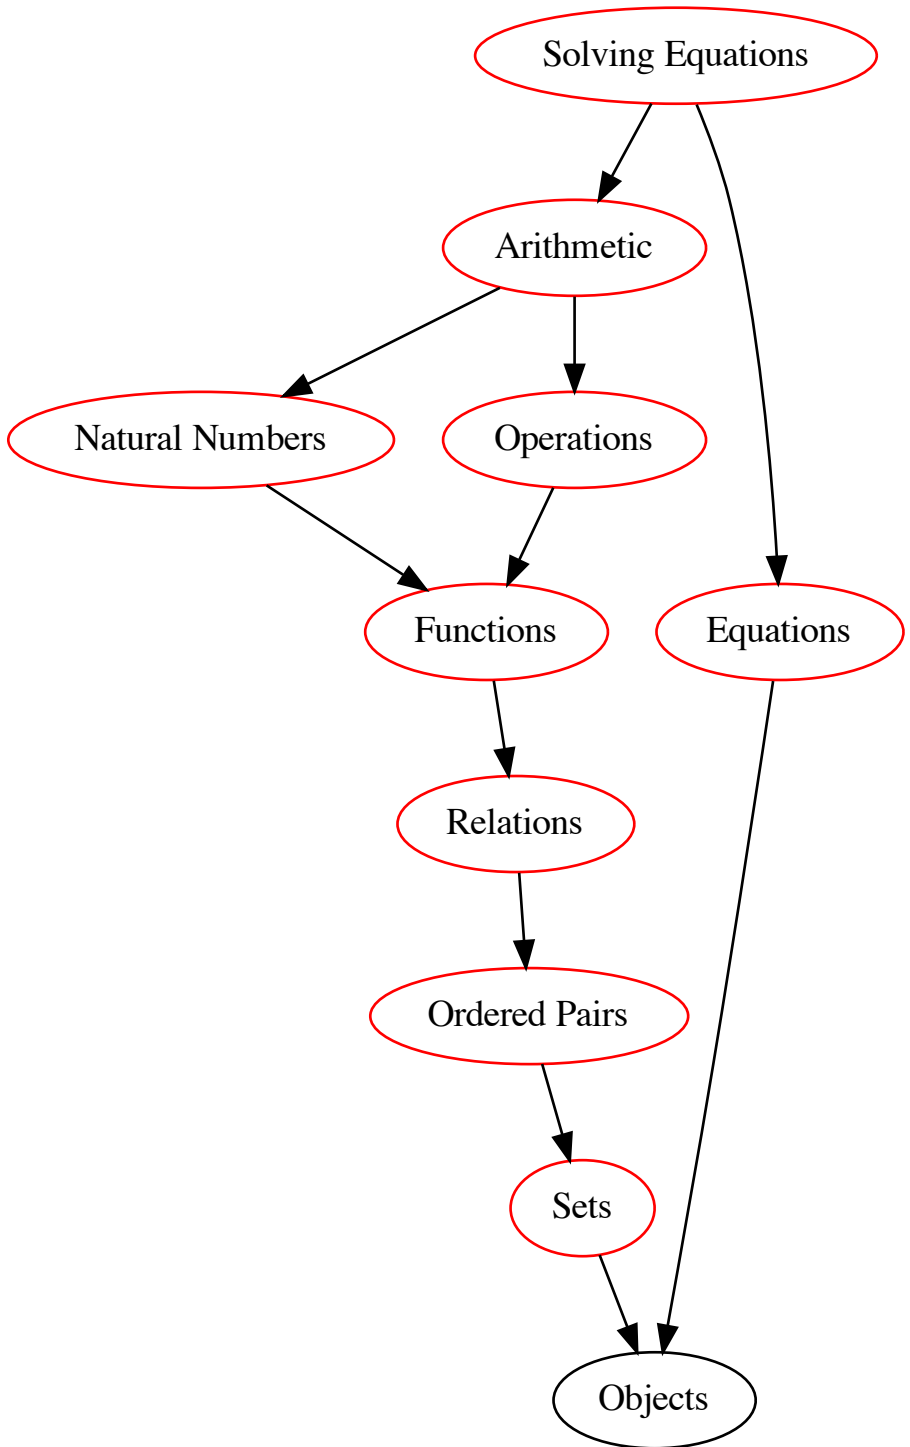 Solving Equations
Arithmetic
Natural Numbers
Operations
Functions
Equations
Relations
Ordered Pairs
Sets
Objects